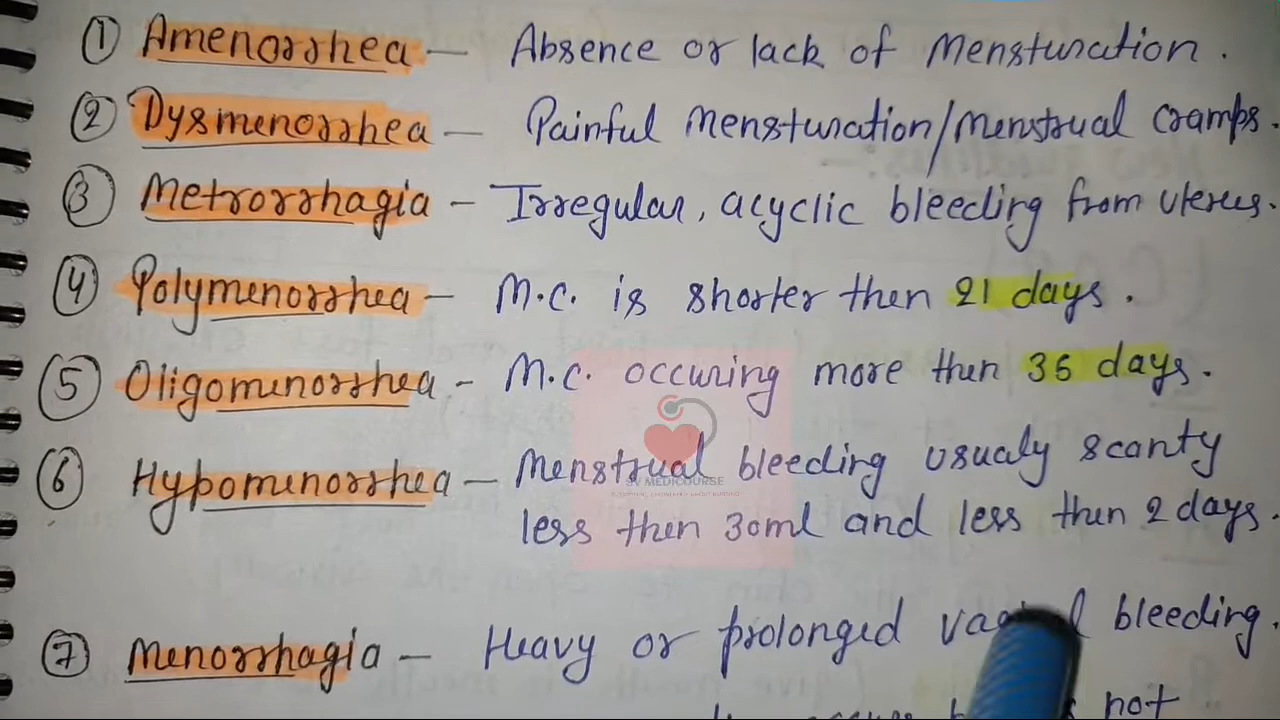 ① Amenorrhea — Absence or lack of Mensturation.
② Dysmenorrhea — Painful Mensturation/Menstrual cramps.
③ Metrorrhagia — Irregular, acyclic bleeding from uterus.
④ Polymenorrhea — M.C. is shorter then 21 days.
⑤ Oligomenorrhea - M.C. occuring more then 35 days.
⑥ Hypomenorrhea — Menstrual bleeding usualy scanty
less then 30ml and less then 2 days.
SV MEDICOURSE
⑦ Menorrhagia — Heavy or prolonged bleeding.
not